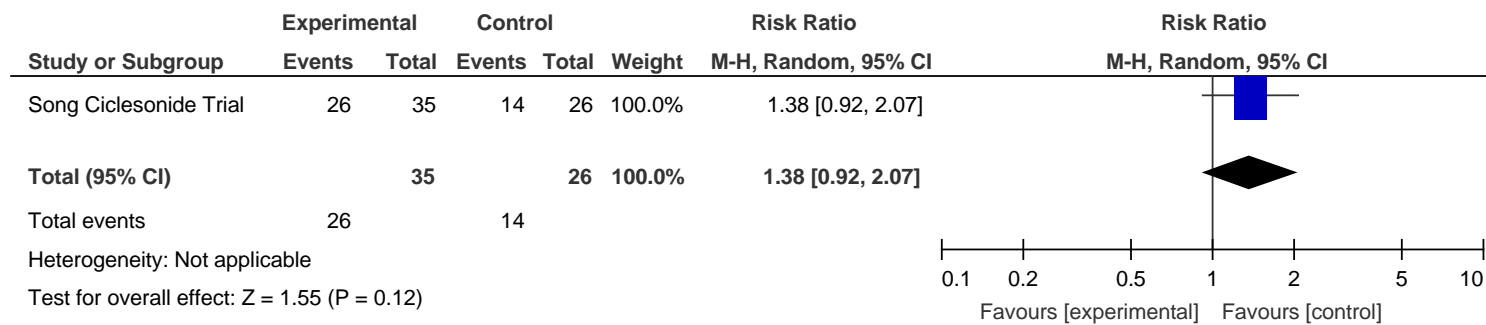 Experimental Control Risk Ratio Risk Ratio
Study or Subgroup Events Total Events Total Weight M-H, Random, 95% CI M-H, Random, 95% CI
Song Ciclesonide Trial 26 35 14 26 100.0% 1.38 [0.92, 2.07]
Total (95% CI) 35 26 100.0% 1.38 [0.92, 2.07]
Total events 26 14
Heterogeneity: Not applicable
Test for overall effect: Z = 1.55 (P = 0.12)
0.1 0.2 0.5 1 2 5 10
Favours [experimental] Favours [control]